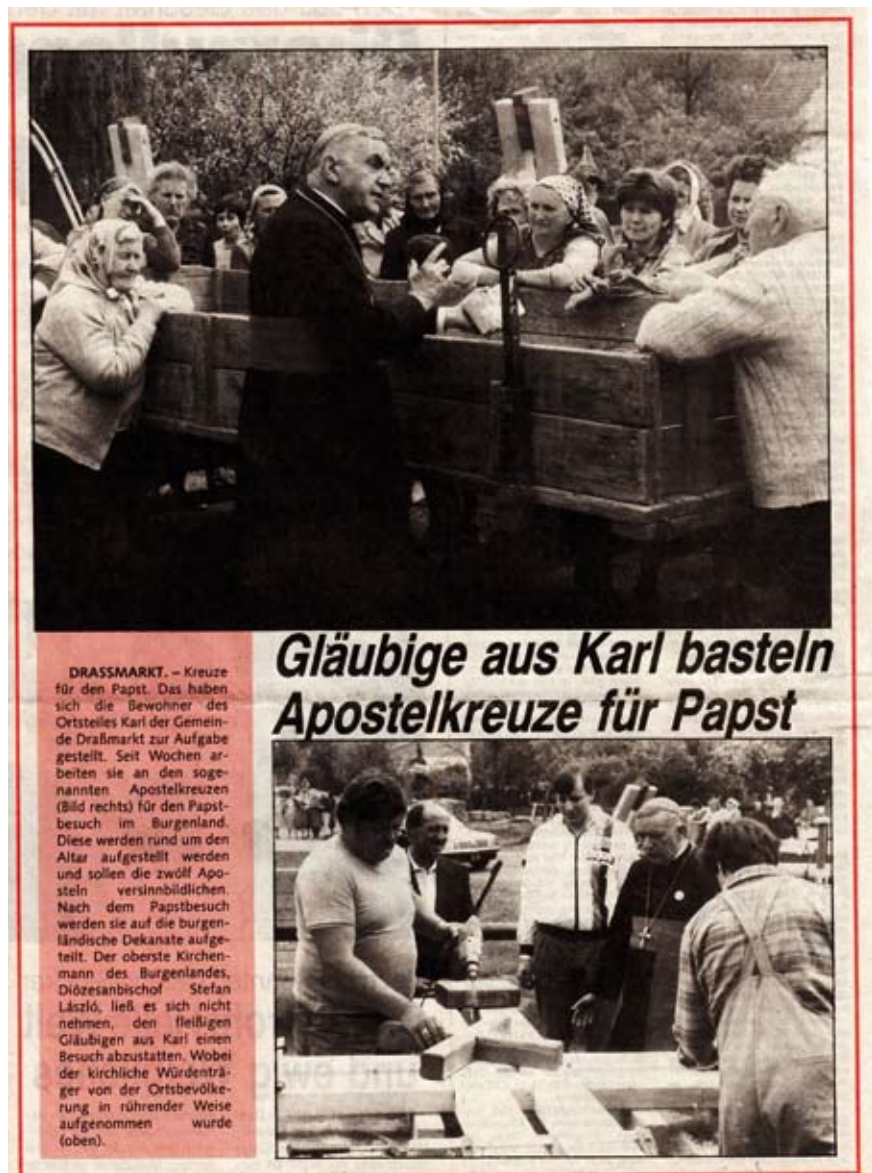 Gläubige aus Karl basteln
Apostelkreuze für Papst
DRASSMARKT. – Kreuze
für den Papst. Das haben
sich die Bewohner des
Ortsteiles Karl der Gemein-
de Draßmarkt zur Aufgabe
gestellt. Seit Wochen ar-
beiten sie an den soge-
nannten Apostelkreuzen
(Bild rechts) für den Papst-
besuch im Burgenland.
Diese werden rund um den
Altar aufgestellt werden
und sollen die zwölf Apo-
steln versinnbildlichen.
Nach dem Papstbesuch
werden sie auf die burgen-
ländische Dekanate aufge-
teilt. Der oberste Kirchen-
mann des Burgenlandes,
Diözesanbischof Stefan
László, ließ es sich nicht
nehmen, den fleißigen
Gläubigen aus Karl einen
Besuch abzustatten. Wobei
der kirchliche Würdenträ-
ger von der Ortsbevölke-
rung in rührender Weise
aufgenommen wurde
(oben).